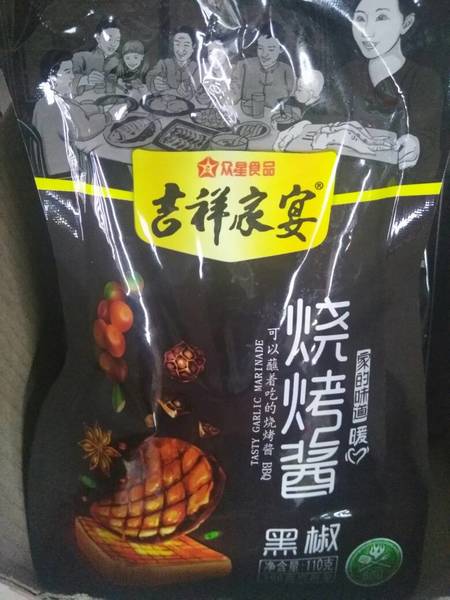 众星食品
吉祥家宴®
烧烤酱
家的味道
暖
可以蘸着吃的烧烤酱 BBQ
TASTY GARLIC MARINADE
黑椒
净含量:110克